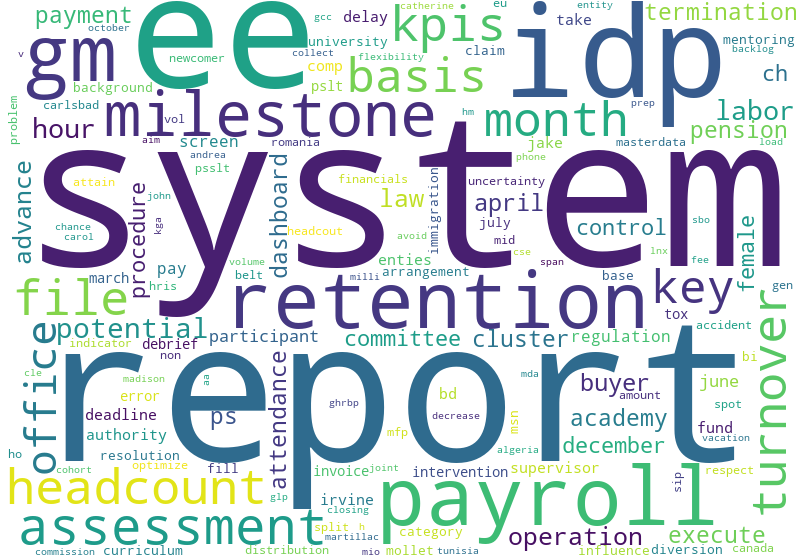 catherine eu entity
october gcc
payment delay take termination
v newcomer university collect kpis flexibility mentoring
ee idp backlog
gm background comp claim basis ch
pslt prep
carlsbad vol milestone month labor
problem hour hm pension
aim screen romania jake masterdata load
andrea phone
psslt
system
attain financials uncertainty
advance procedure john dashboard law immigration april control female
chance kga headcout avoid july sbo
carol enties mid cse fee
march pay volume belt arrangement span base lnx gen
hris milli
file retention key
tox
potential participant committee cluster regulation accident
indicator debrief bi
office non report turnover
cle madison aa mda june spot
error ghrbp bd buyer amount
deadline ps attendance decrease academy fund vacation
authority mfp msn
ho resolution algeria december respect
cohort optimize fill invoice joint intervention supervisor
headcount glp closing payroll sip category
irvine
assessment split h operation execute
martillac
commission curriculum distribution mio mollet tunisia influence diversion canada